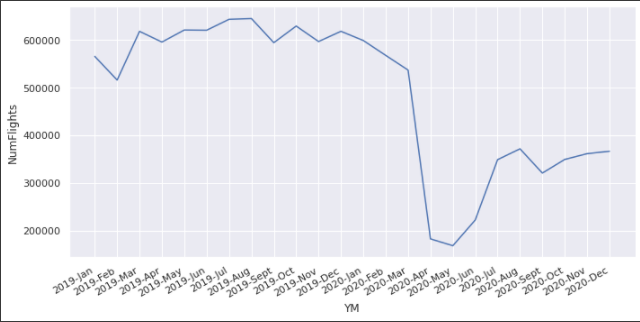 600000
500000
400000
300000
200000
NumFlights
2019-Jan
2019-Feb
2019-Mar
2019-Apr
2019-May
2019-Jun
2019-Jul
2019-Aug
2019-Sept
2019-Oct
2019-Nov
2019-Dec
2020-Jan
2020-Feb
2020-Mar
2020-Apr
2020-May
2020-Jun
2020-Jul
2020-Aug
2020-Sept
2020-Oct
2020-Nov
2020-Dec
YM